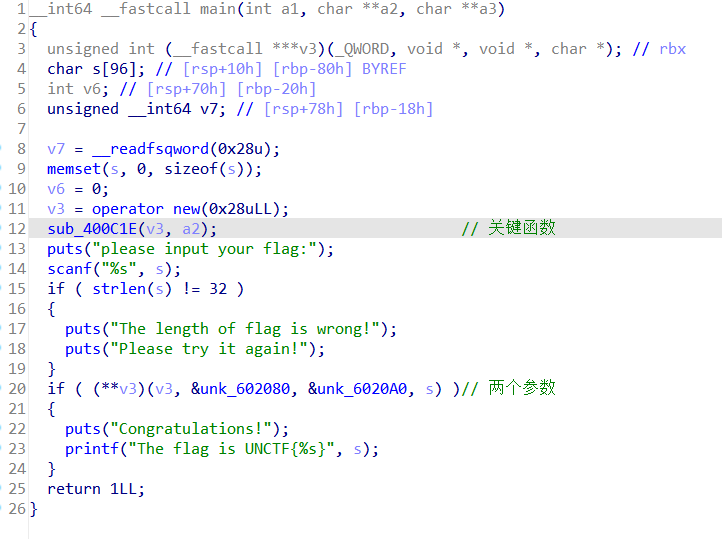 1 __int64 __fastcall main(int a1, char **a2, char **a3)
2 {
3   unsigned int (__fastcall ***v3)(_QWORD, void *, void *, char *); // rbx
4   char s[96]; // [rsp+10h] [rbp-80h] BYREF
5   int v6; // [rsp+70h] [rbp-20h]
6   unsigned __int64 v7; // [rsp+78h] [rbp-18h]
7
8   v7 = __readfsqword(0x28u);
9   memset(s, 0, sizeof(s));
10   v6 = 0;
11   v3 = operator new(0x28uLL);
12   sub_400C1E(v3, a2);                         // 关键函数
13   puts("please input your flag:");
14   scanf("%s", s);
15   if ( strlen(s) != 32 )
16   {
17     puts("The length of flag is wrong!");
18     puts("Please try it again!");
19   }
20   if ( (**v3)(v3, &unk_602080, &unk_6020A0, s) )// 两个参数
21   {
22     puts("Congratulations!");
23     printf("The flag is UNCTF{%s}", s);
24   }
25   return 1LL;
26 }